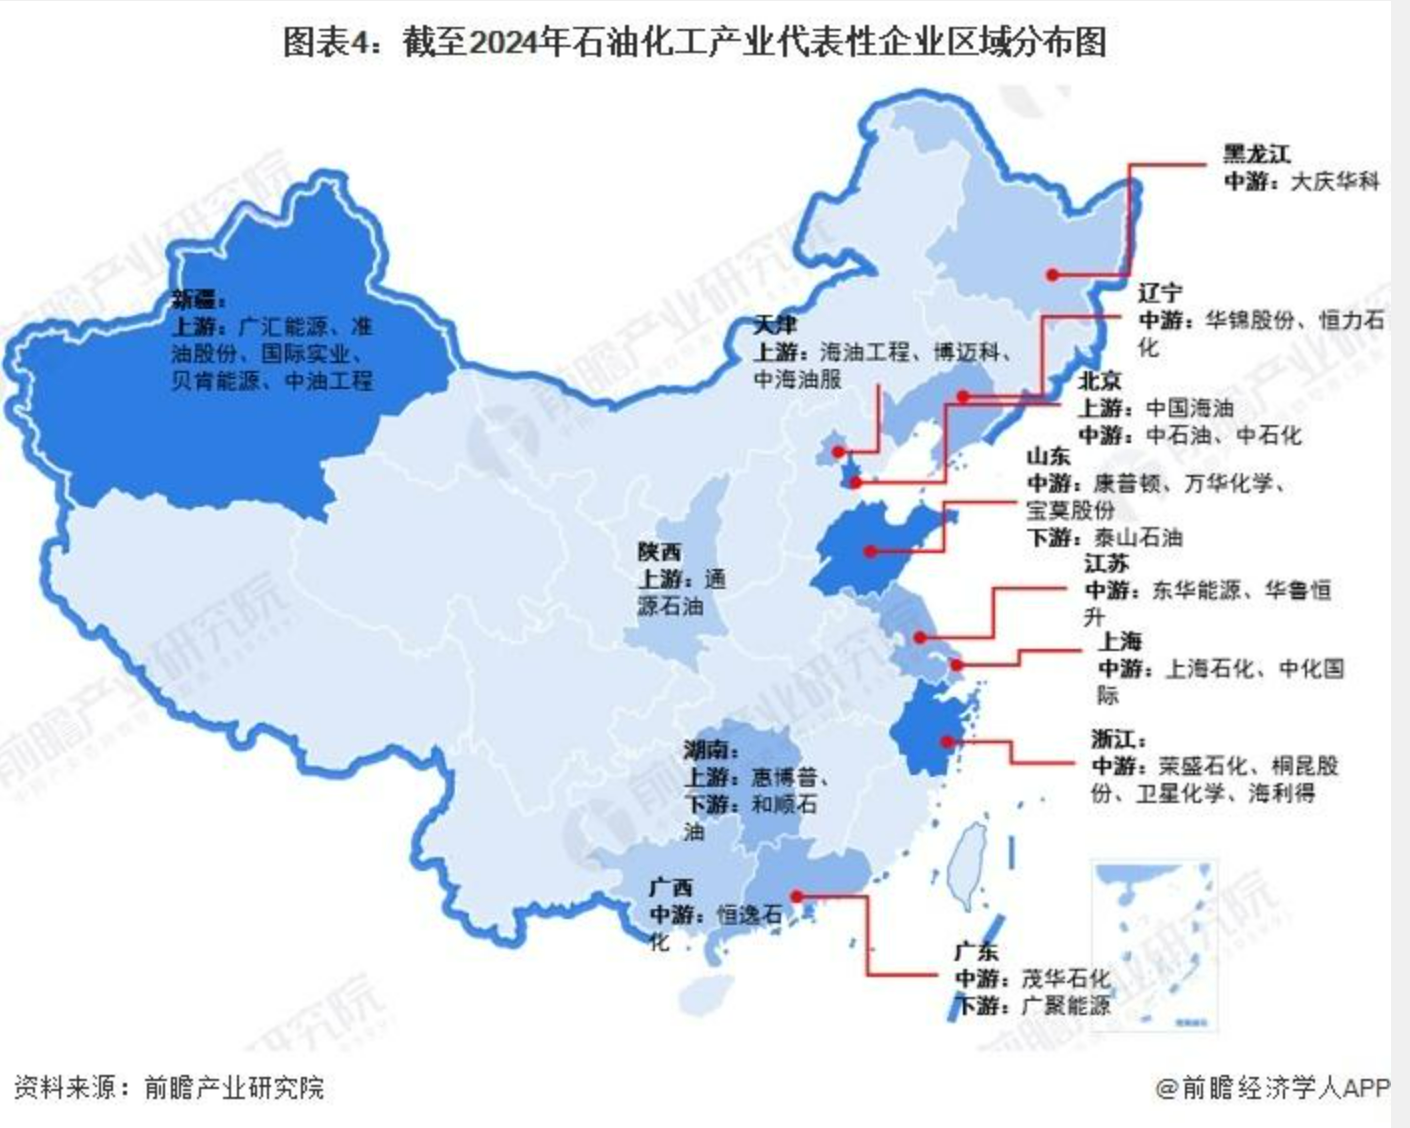 图表4：截至2024年石油化工产业代表性企业区域分布图
黑龙江
中游：大庆华科
辽宁
中游：华锦股份、恒力石
化
新疆：
上游：广汇能源、准
油股份、国际实业、
贝肯能源、中油工程
天津
上游：海油工程、博迈科、
中海油服
北京
上游：中国海油
中游：中石油、中石化
山东
中游：康普顿、万华化学、
宝莫股份
下游：泰山石油
陕西
上游：通
源石油
江苏
中游：东华能源、华鲁恒
升
上海
中游：上海石化、中化国
际
浙江：
中游：荣盛石化、桐昆股
份、卫星化学、海利得
湖南：
上游：惠博普、
下游：和顺石
油
广西
中游：恒逸石
化
广东
中游：茂华石化
下游：广聚能源
资料来源：前瞻产业研究院
@前瞻经济学人APP
前瞻产业研究院